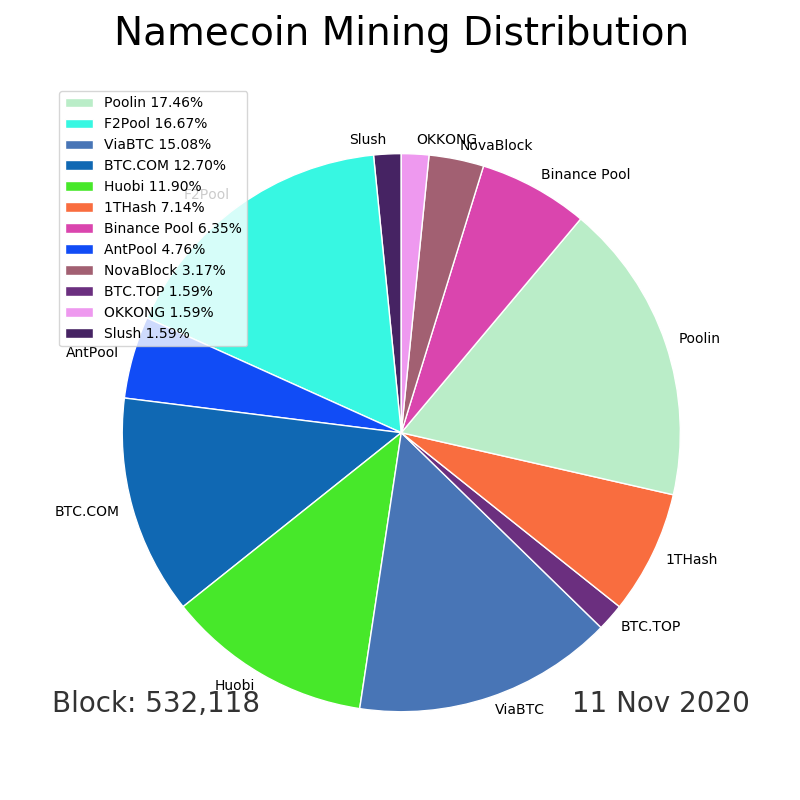 Namecoin Mining Distribution
Poolin 17.46%
F2Pool 16.67%
ViaBTC 15.08%
BTC.COM 12.70%
Huobi 11.90%
1THash 7.14%
Binance Pool 6.35%
AntPool 4.76%
NovaBlock 3.17%
BTC.TOP 1.59%
OKKONG 1.59%
Slush 1.59%
Slush
OKKONG
NovaBlock
Binance Pool
F2Pool
Poolin
AntPool
BTC.COM
1THash
BTC.TOP
Huobi
ViaBTC
Block: 532,118
11 Nov 2020